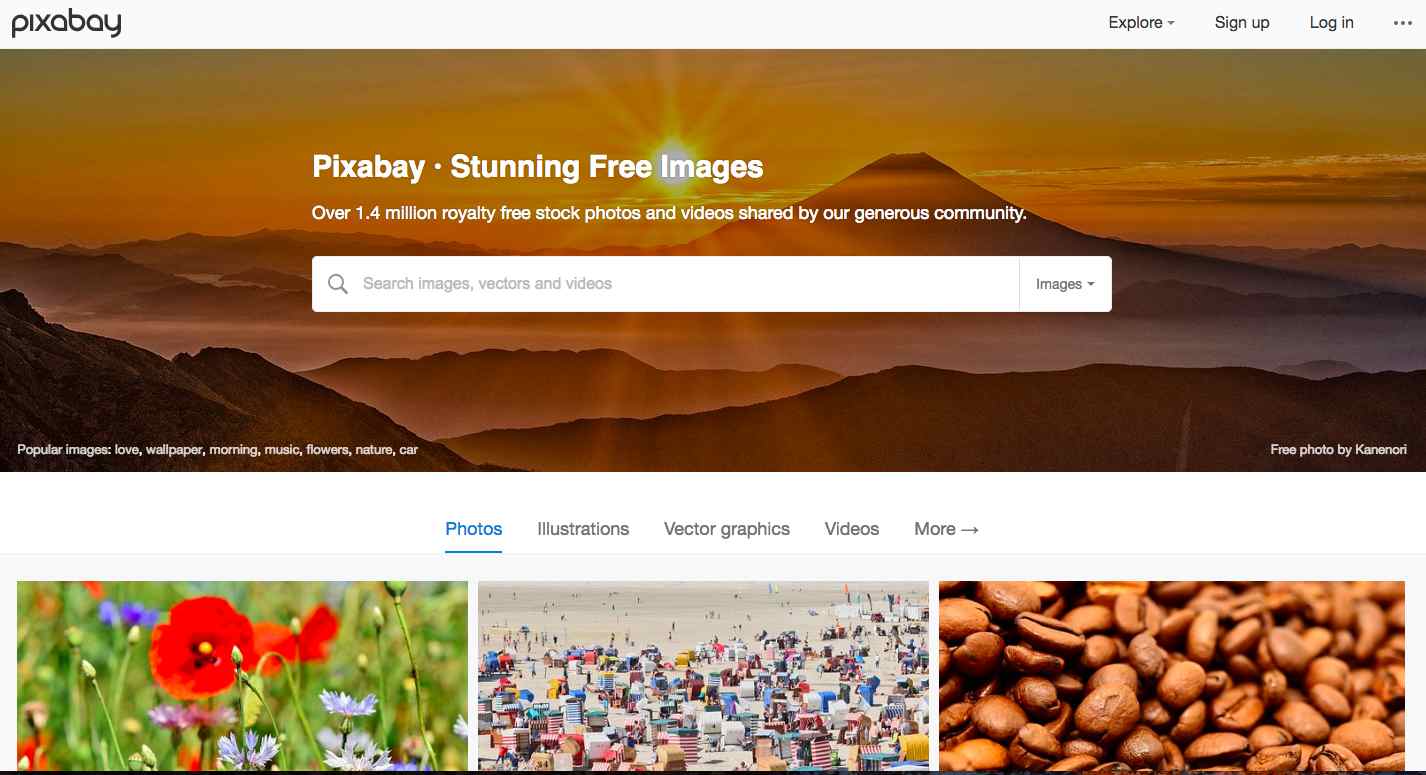 pixabay
Explore
Sign up
Log in
Pixabay · Stunning Free Images
Over 1.4 million royalty free stock photos and videos shared by our generous community.
Search images, vectors and videos
Images
Popular images: love, wallpaper, morning, music, flowers, nature, car
Free photo by Kanenori
Photos
Illustrations
Vector graphics
Videos
More →